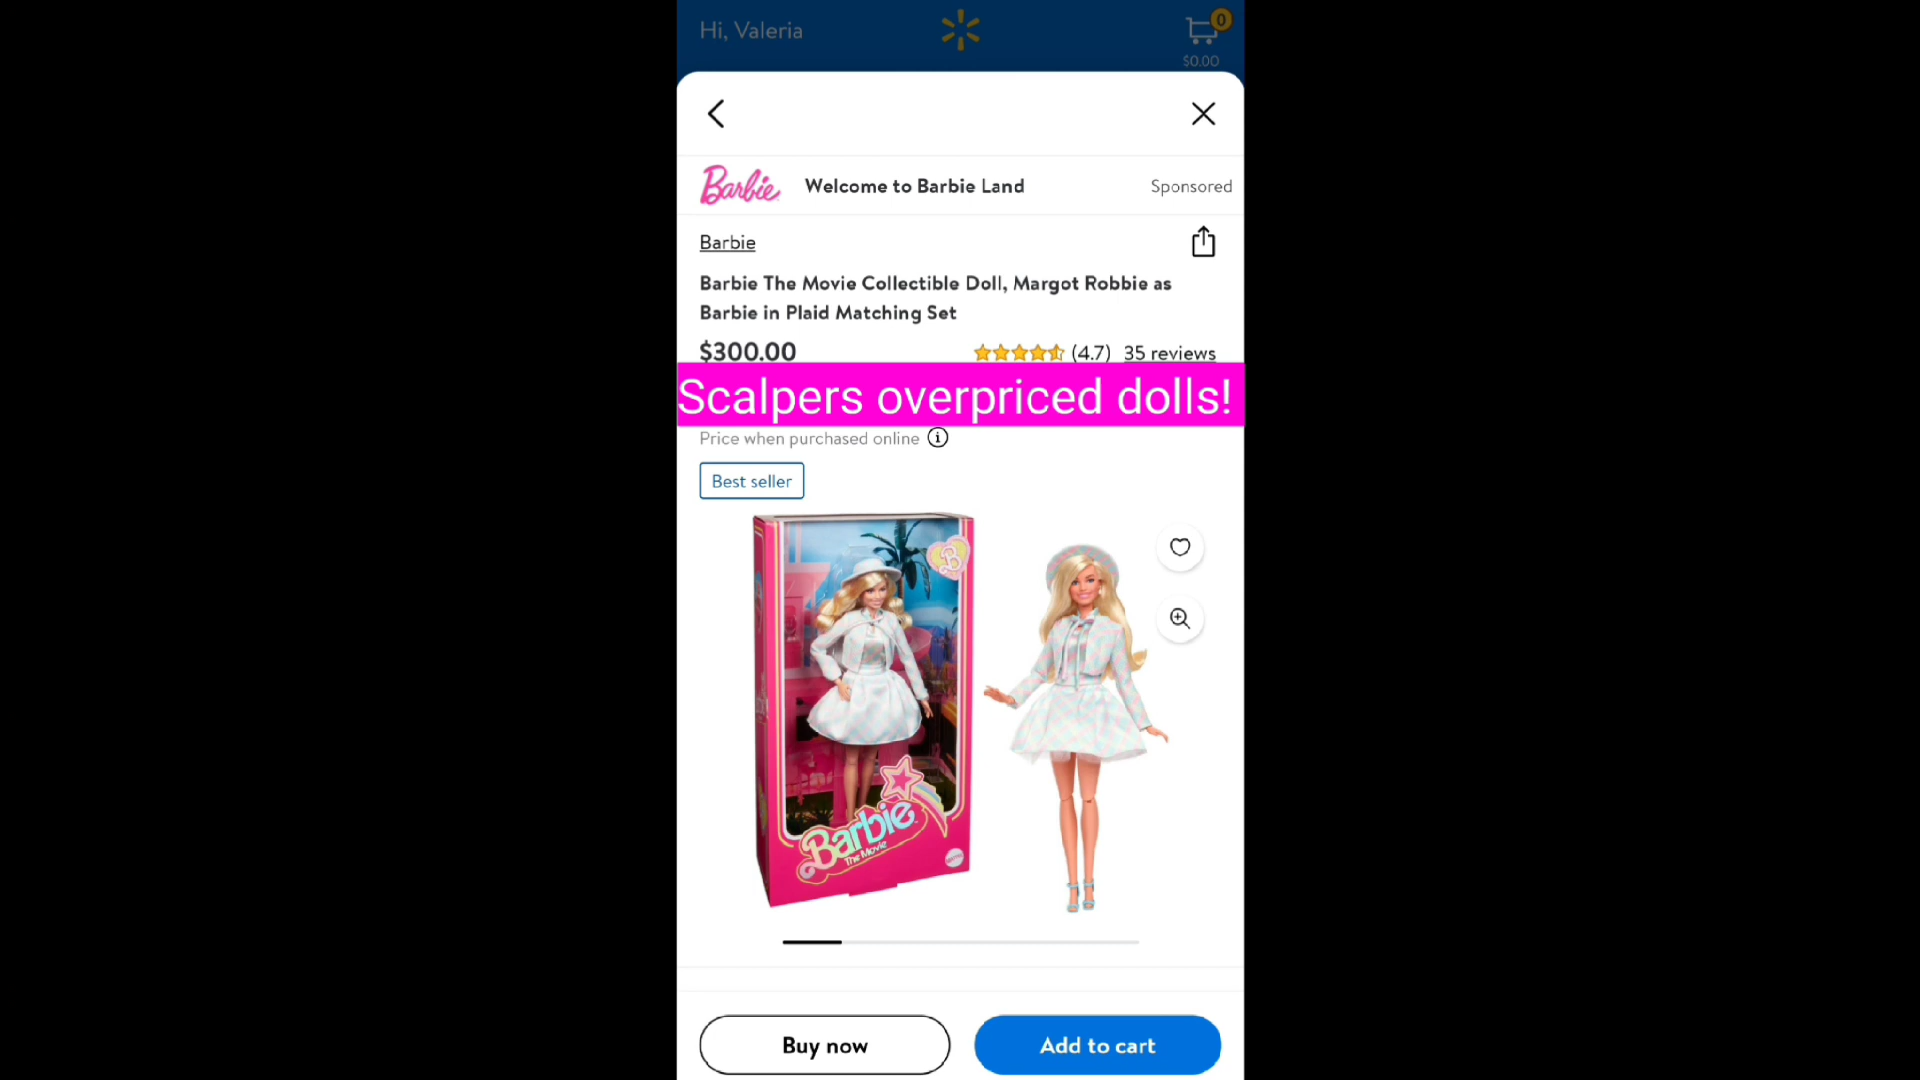 Hi, Valeria
0
$0.00
Barbie
Welcome to Barbie Land
Sponsored
Barbie
Barbie The Movie Collectible Doll, Margot Robbie as
Barbie in Plaid Matching Set
$300.00
(4.7)
35 reviews
Scalpers overpriced dolls!
Price when purchased online
Best seller
B
Barbie
The Movie
Buy now
Add to cart